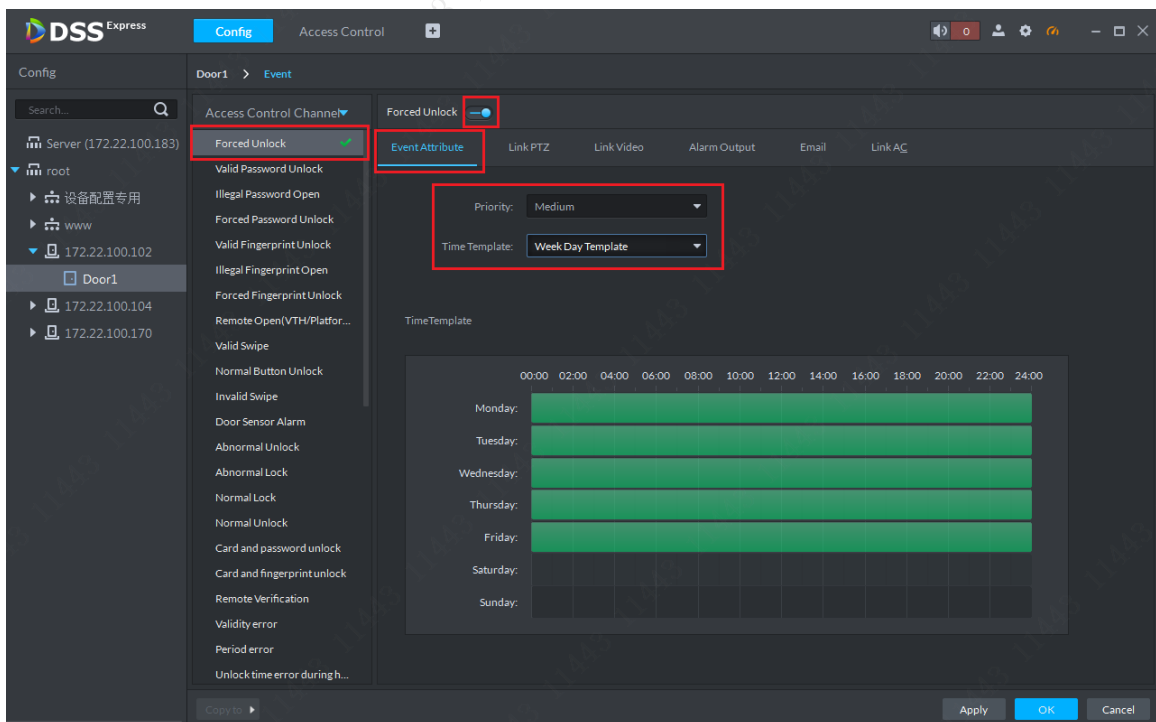 DSS Express
Config
Access Control
0
Config
Door1 > Event
Search...
Access Control Channel
Forced Unlock
Server (172.22.100.183)
root
设备配置专用
www
172.22.100.102
Door1
172.22.100.104
172.22.100.170
Forced Unlock
Valid Password Unlock
Illegal Password Open
Forced Password Unlock
Valid Fingerprint Unlock
Illegal Fingerprint Open
Forced Fingerprint Unlock
Remote Open(VTH/Platfor...
Valid Swipe
Normal Button Unlock
Invalid Swipe
Door Sensor Alarm
Abnormal Unlock
Abnormal Lock
Normal Lock
Normal Unlock
Card and password unlock
Card and fingerprint unlock
Remote Verification
Validity error
Period error
Unlock time error during h...
Event Attribute
Link PTZ
Link Video
Alarm Output
Email
Link AC
Priority: Medium
Time Template: Week Day Template
TimeTemplate
00:00 02:00 04:00 06:00 08:00 10:00 12:00 14:00 16:00 18:00 20:00 22:00 24:00
Monday:
Tuesday:
Wednesday:
Thursday:
Friday:
Saturday:
Sunday:
Copy to
Apply
OK
Cancel